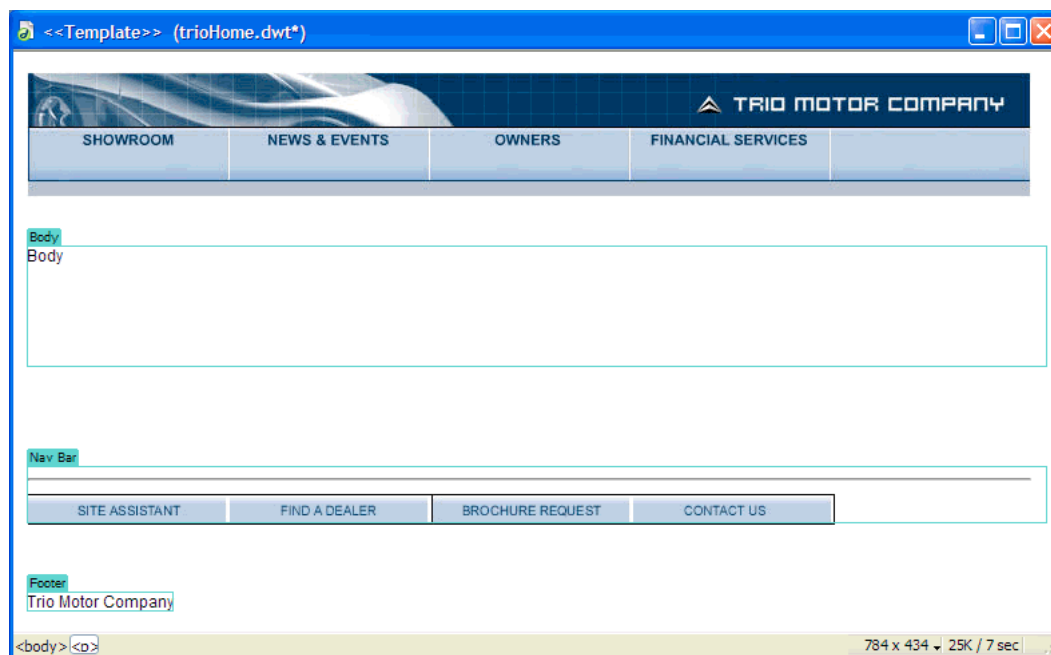 <<Template>> (trioHome.dwt*)
TRIO MOTOR COMPANY
SHOWROOM NEWS & EVENTS OWNERS FINANCIAL SERVICES
Body
Body
Nav Bar
SITE ASSISTANT FIND A DEALER BROCHURE REQUEST CONTACT US
Footer
Trio Motor Company
<body> <p> 784 x 434 25K / 7 sec